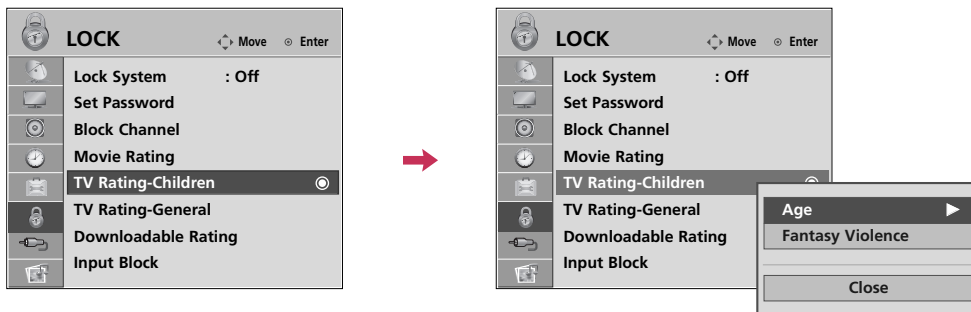 LOCK
Move Enter
Lock System : Off
Set Password
Block Channel
Movie Rating
TV Rating-Children
TV Rating-General
Downloadable Rating
Input Block
LOCK
Move Enter
Lock System : Off
Set Password
Block Channel
Movie Rating
TV Rating-Children
TV Rating-General
Downloadable Rating
Input Block
Age
Fantasy Violence
Close